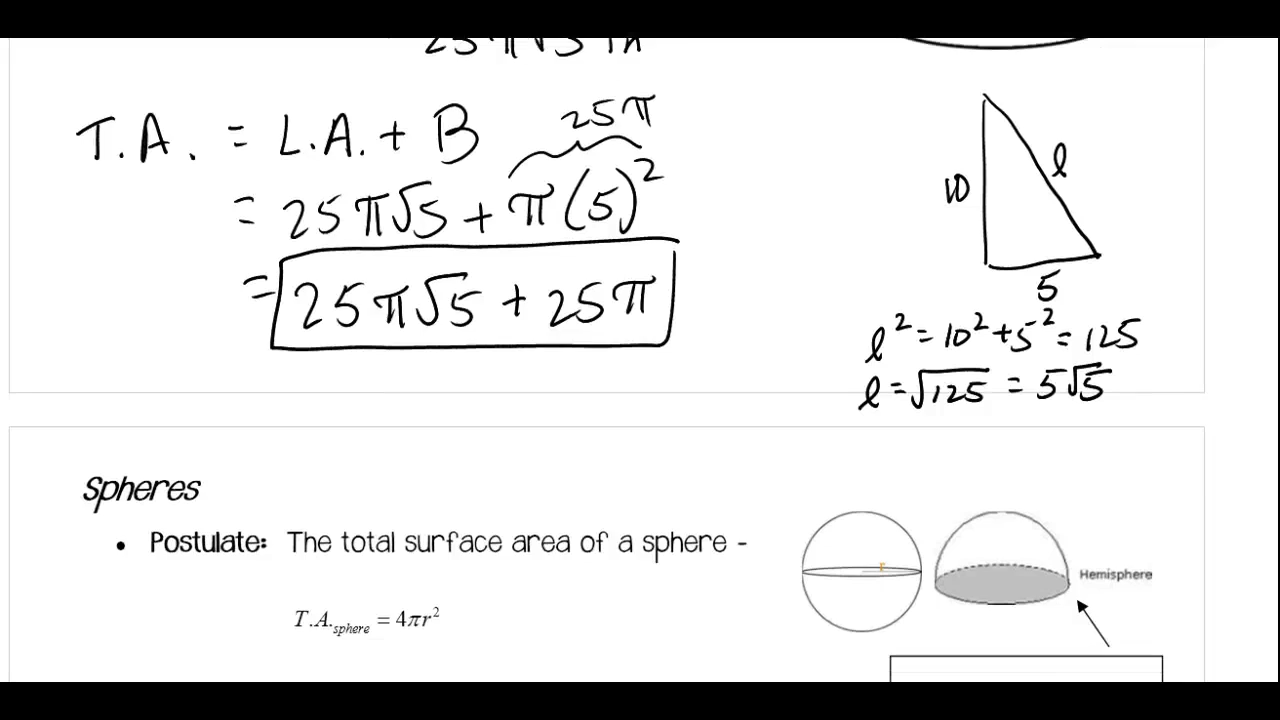 T.A. = L.A. + B
25π
= 25π√5 + π(5)²
= 25π√5 + 25π
10
l
5
l² = 10² + 5² = 125
l = √125 = 5√5
Spheres
• Postulate: The total surface area of a sphere -
T.A.sphere = 4πr²
r
Hemisphere